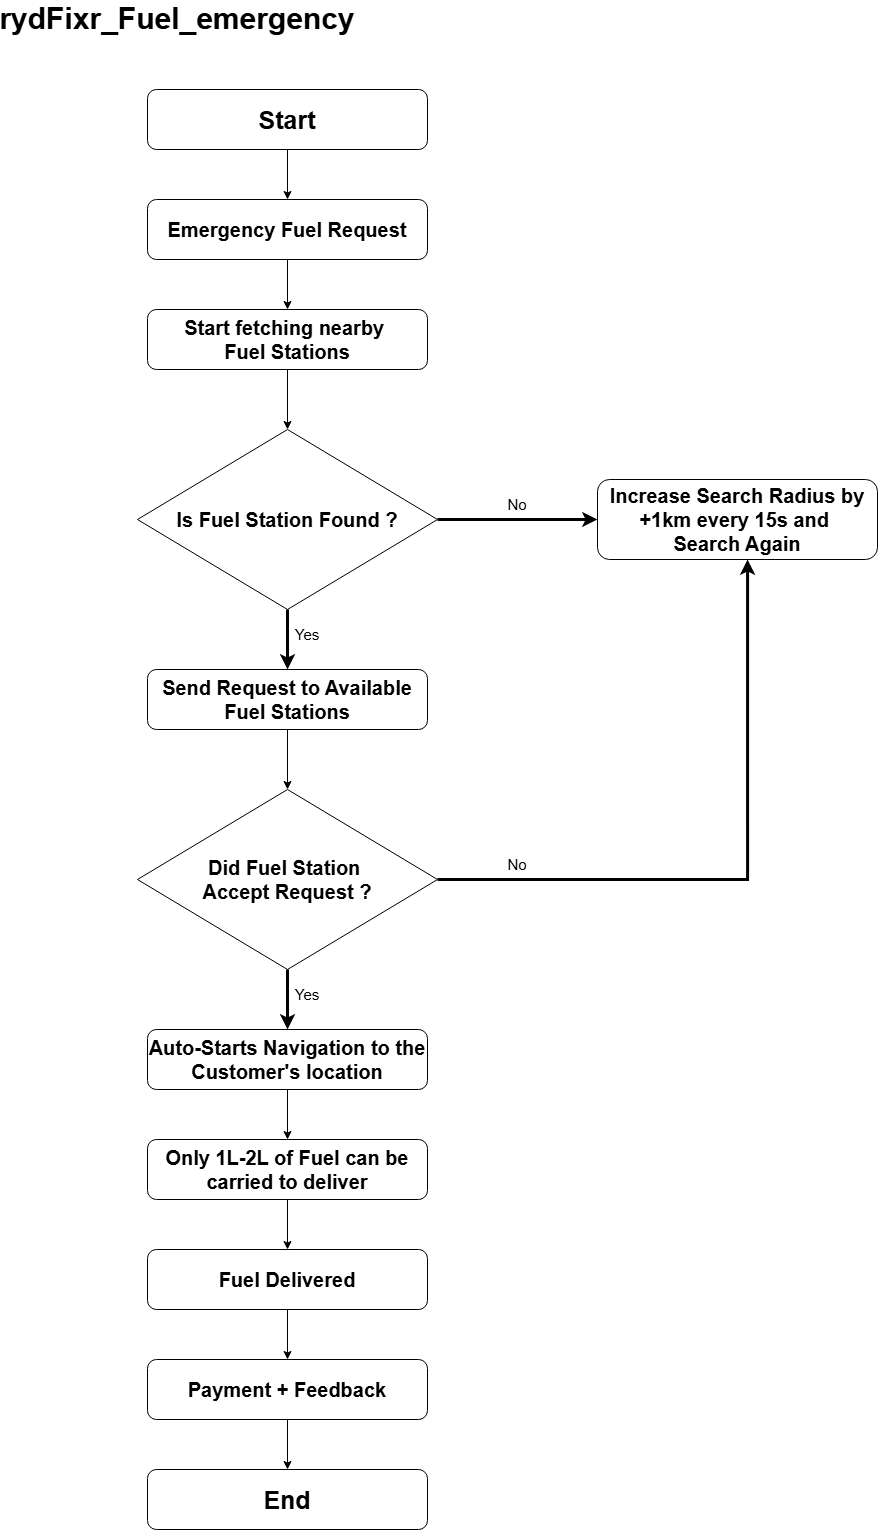 rydFixr_Fuel_emergency
Start
Emergency Fuel Request
Start fetching nearby
Fuel Stations
Is Fuel Station Found ?
No
Increase Search Radius by
+1km every 15s and
Search Again
Yes
Send Request to Available
Fuel Stations
Did Fuel Station
Accept Request ?
No
Yes
Auto-Starts Navigation to the
Customer's location
Only 1L-2L of Fuel can be
carried to deliver
Fuel Delivered
Payment + Feedback
End